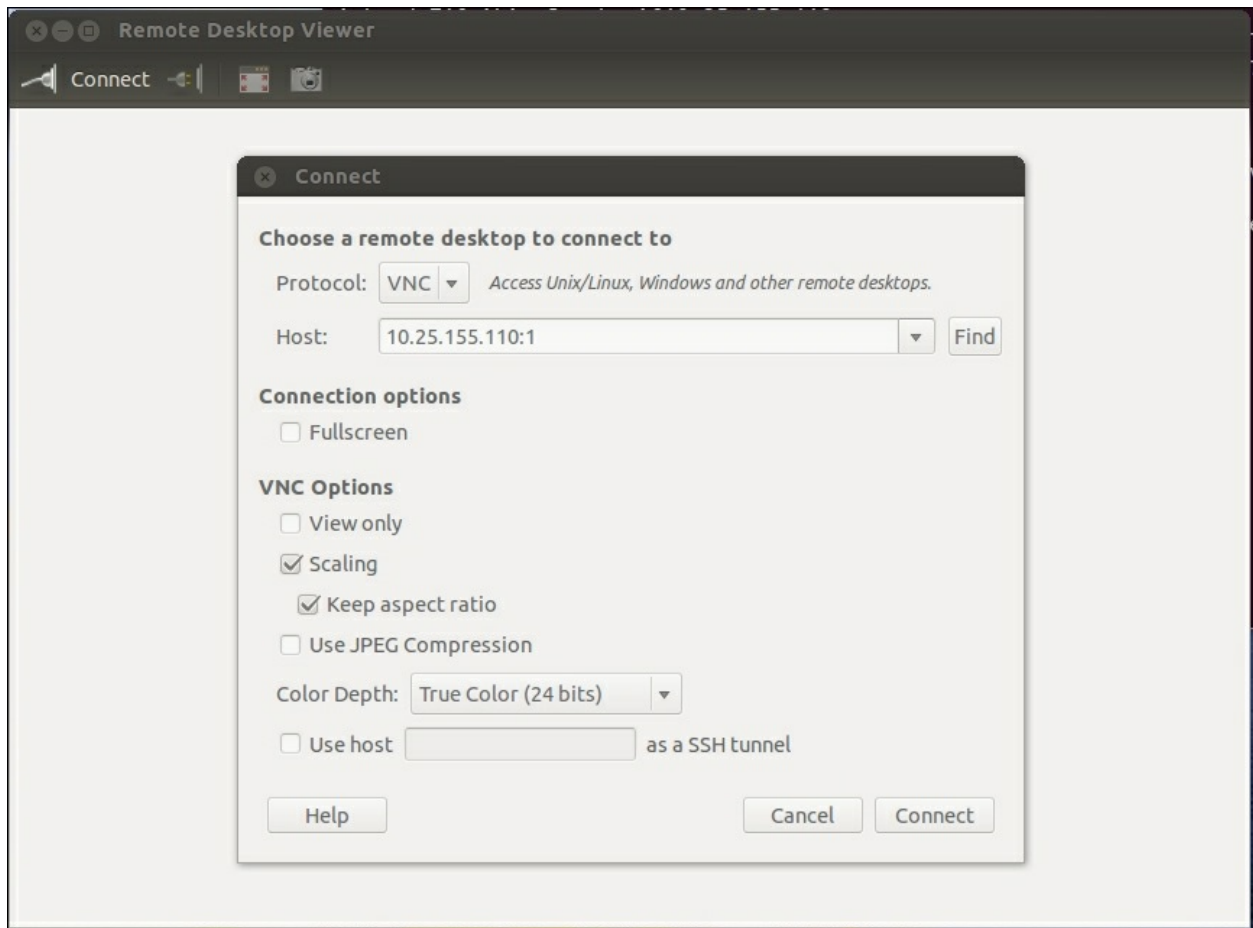 Remote Desktop Viewer
Connect
Connect
Choose a remote desktop to connect to
Protocol: VNC Access Unix/Linux, Windows and other remote desktops.
Host: 10.25.155.110:1 Find
Connection options
Fullscreen
VNC Options
View only
Scaling
Keep aspect ratio
Use JPEG Compression
Color Depth: True Color (24 bits)
Use host as a SSH tunnel
Help Cancel Connect